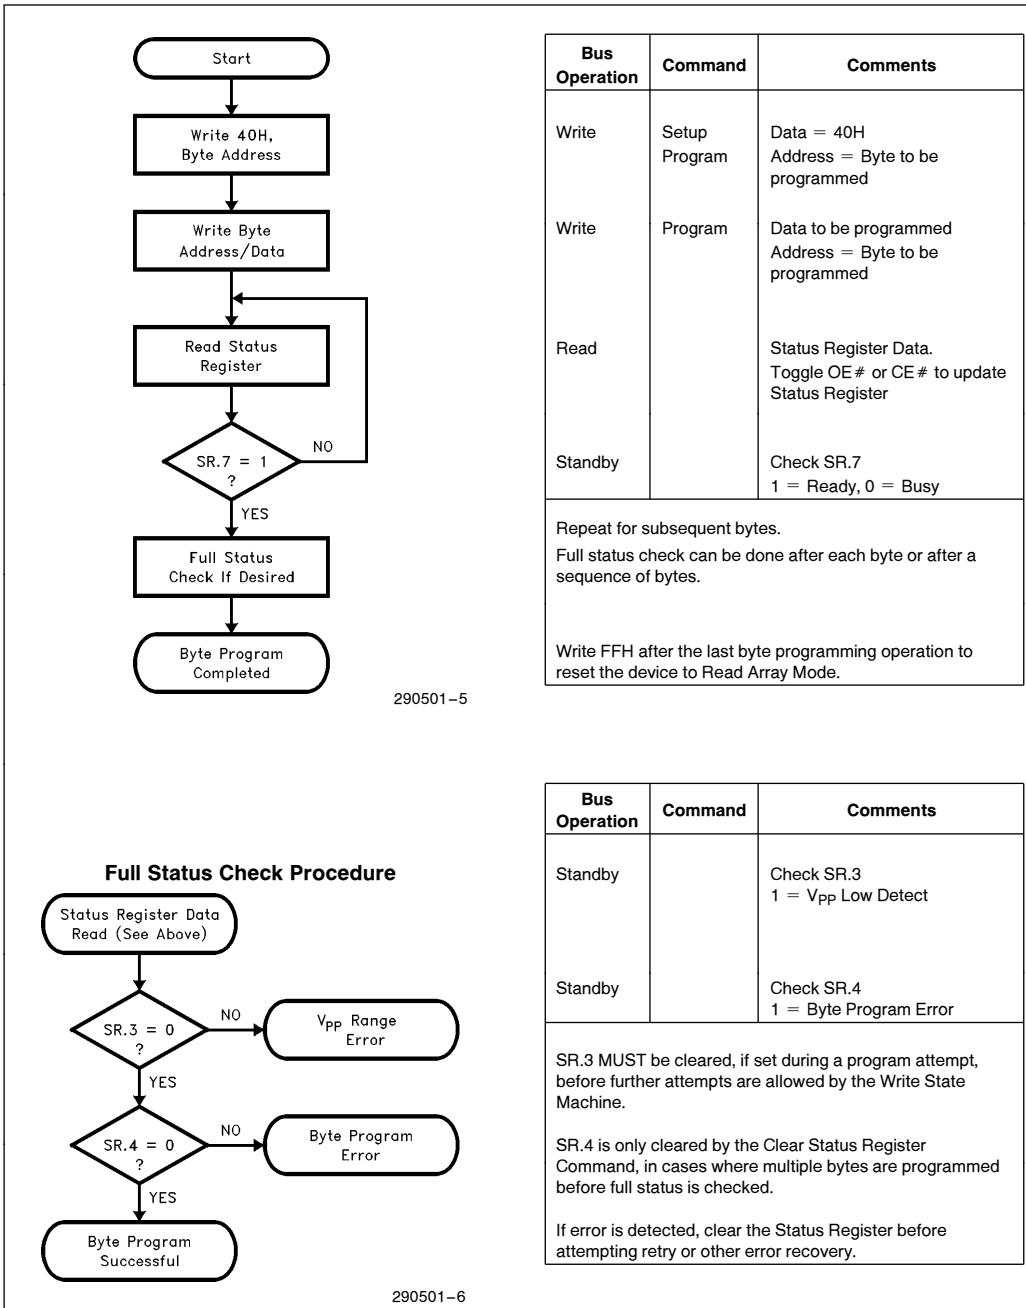 Start
Write 40H,
Byte Address
Write Byte
Address/Data
Read Status
Register
SR.7 = 1
?
NO
YES
Full Status
Check If Desired
Byte Program
Completed
290501–5
Bus
Operation
Command
Comments
Write
Setup
Program
Data = 40H
Address = Byte to be
programmed
Write
Program
Data to be programmed
Address = Byte to be
programmed
Read
Status Register Data.
Toggle OE# or CE# to update
Status Register
Standby
Check SR.7
1 = Ready, 0 = Busy
Repeat for subsequent bytes.
Full status check can be done after each byte or after a
sequence of bytes.
Write FFH after the last byte programming operation to
reset the device to Read Array Mode.
Full Status Check Procedure
Status Register Data
Read (See Above)
SR.3 = 0
?
NO
VPP Range
Error
YES
SR.4 = 0
?
NO
Byte Program
Error
YES
Byte Program
Successful
290501–6
Bus
Operation
Command
Comments
Standby
Check SR.3
1 = VPP Low Detect
Standby
Check SR.4
1 = Byte Program Error
SR.3 MUST be cleared, if set during a program attempt,
before further attempts are allowed by the Write State
Machine.
SR.4 is only cleared by the Clear Status Register
Command, in cases where multiple bytes are programmed
before full status is checked.
If error is detected, clear the Status Register before
attempting retry or other error recovery.